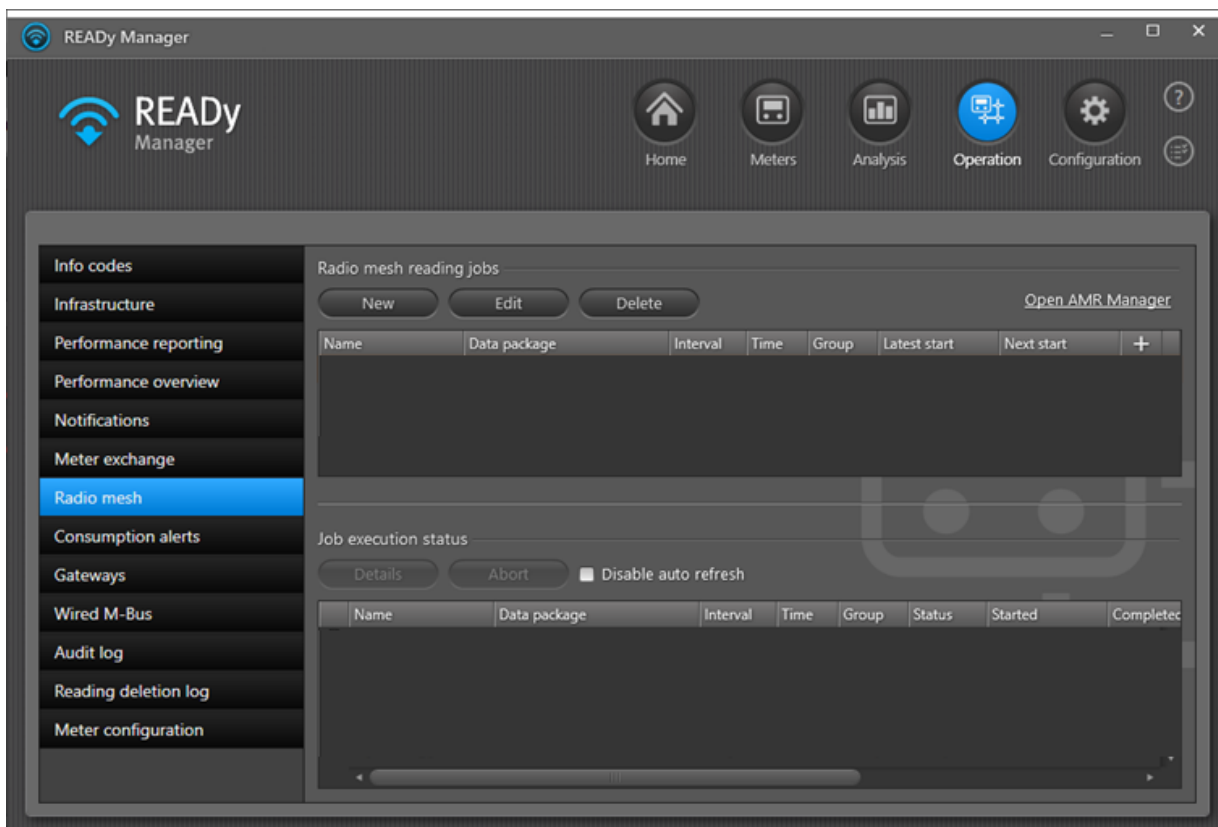 READy Manager
READy
Manager
Home Meters Analysis Operation Configuration
?
Info codes
Infrastructure
Performance reporting
Performance overview
Notifications
Meter exchange
Radio mesh
Consumption alerts
Gateways
Wired M-Bus
Audit log
Reading deletion log
Meter configuration
Radio mesh reading jobs
New Edit Delete Open AMR Manager
Name Data package Interval Time Group Latest start Next start +
Job execution status
Details Abort Disable auto refresh
Name Data package Interval Time Group Status Started Completed